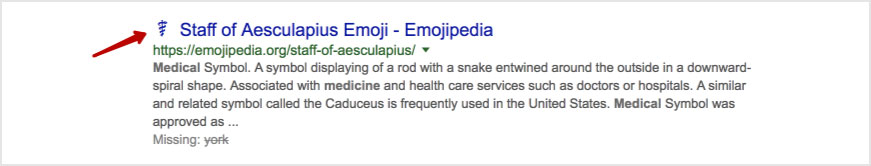 ⚕ Staff of Aesculapius Emoji - Emojipedia
https://emojipedia.org/staff-of-aesculapius/ ▼
Medical Symbol. A symbol displaying of a rod with a snake entwined around the outside in a downward-
spiral shape. Associated with medicine and health care services such as doctors or hospitals. A similar
and related symbol called the Caduceus is frequently used in the United States. Medical Symbol was
approved as ...
Missing: york